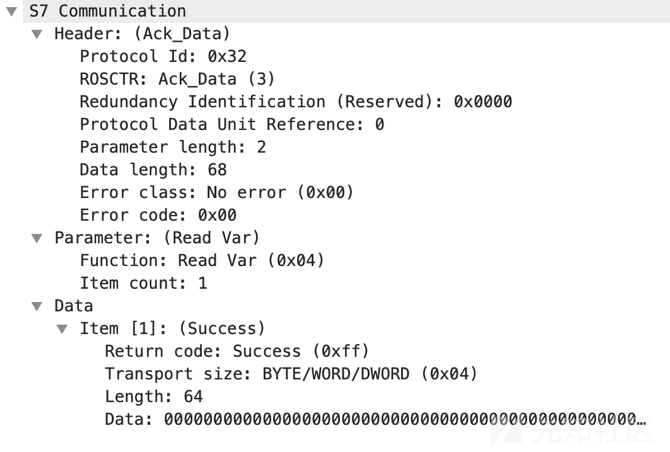 S7 Communication
Header: (Ack_Data)
Protocol Id: 0x32
ROSCTR: Ack_Data (3)
Redundancy Identification (Reserved): 0x0000
Protocol Data Unit Reference: 0
Parameter length: 2
Data length: 68
Error class: No error (0x00)
Error code: 0x00
Parameter: (Read Var)
Function: Read Var (0x04)
Item count: 1
Data
Item [1]: (Success)
Return code: Success (0xff)
Transport size: BYTE/WORD/DWORD (0x04)
Length: 64
Data: 000000000000000000000000000000000000000000000…
先知社区